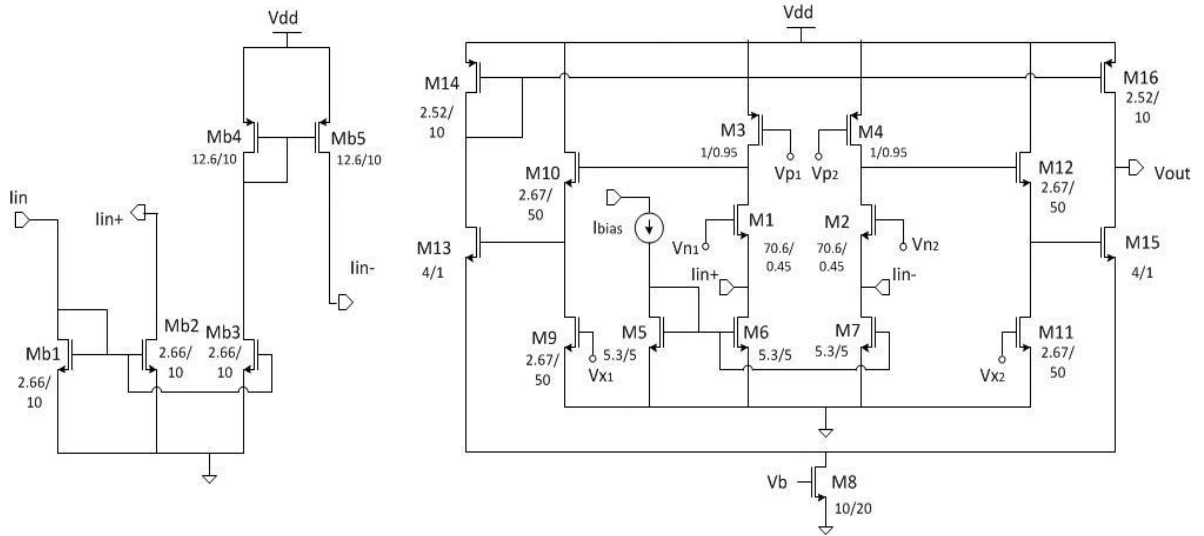 Vdd
Mb4
12.6/10
Mb5
12.6/10
Iin
Iin+
Iin-
Mb1
2.66/
10
Mb2
2.66/
10
Mb3
2.66/
10
Vdd
M14
2.52/
10
M16
2.52/
10
M3
1/0.95
M4
1/0.95
Vp1
Vp2
M10
2.67/
50
M12
2.67/
50
Vout
Ibias
M1
70.6/
0.45
M2
70.6/
0.45
Vn1
Vn2
M13
4/1
M15
4/1
Iin+
Iin-
M9
2.67/
50
Vx1
M5
5.3/5
M6
5.3/5
M7
5.3/5
M11
2.67/
50
Vx2
Vb
M8
10/20